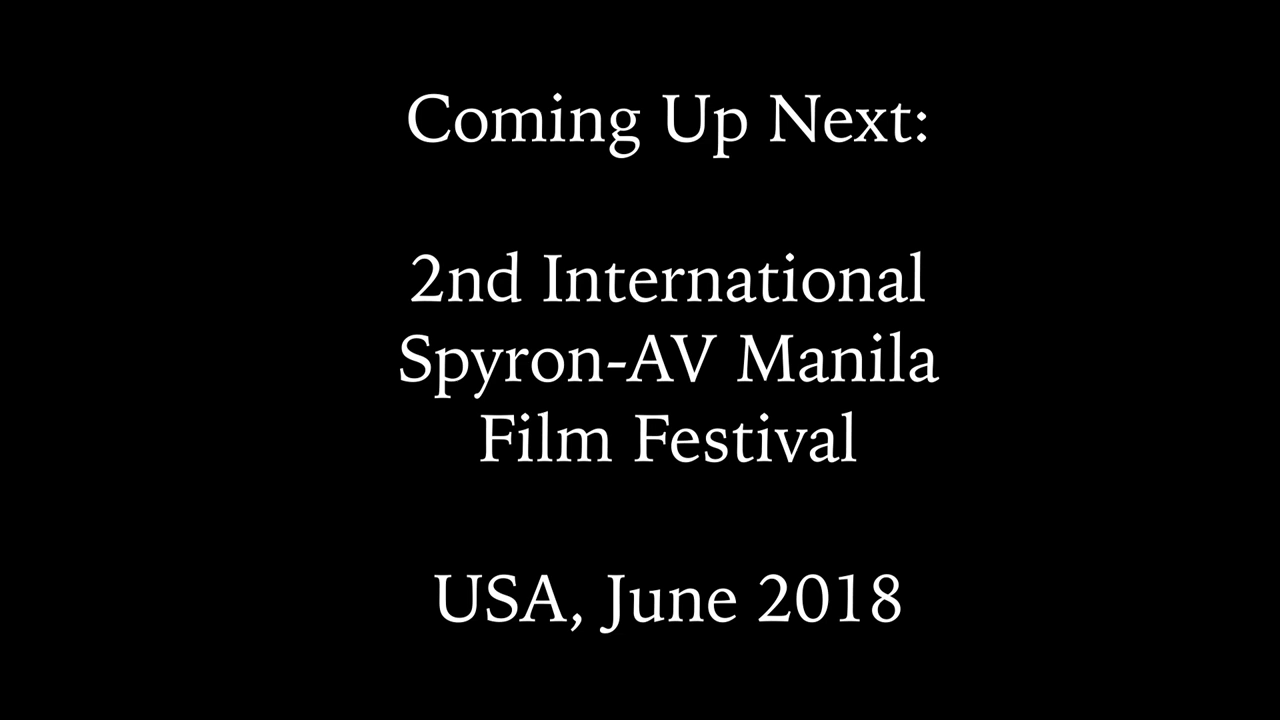 Coming Up Next:
2nd International
Spyron-AV Manila
Film Festival
USA, June 2018